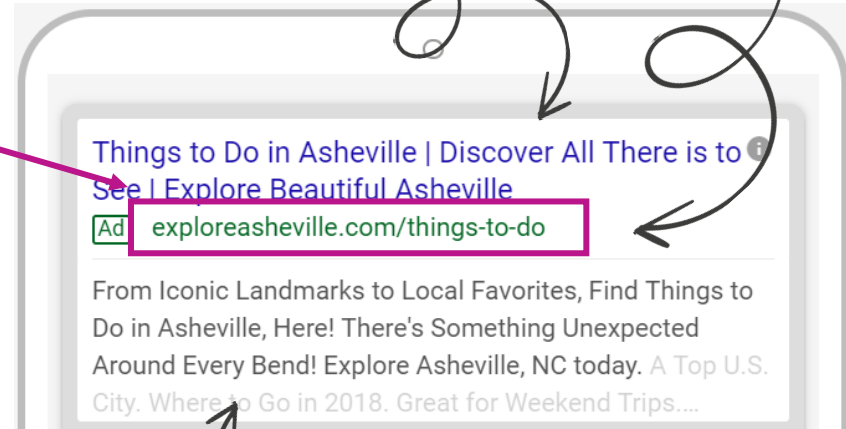 Things to Do in Asheville | Discover All There is to
See | Explore Beautiful Asheville
Ad exploreasheville.com/things-to-do
From Iconic Landmarks to Local Favorites, Find Things to
Do in Asheville, Here! There's Something Unexpected
Around Every Bend! Explore Asheville, NC today. A Top U.S.
City. Where to Go in 2018. Great for Weekend Trips....